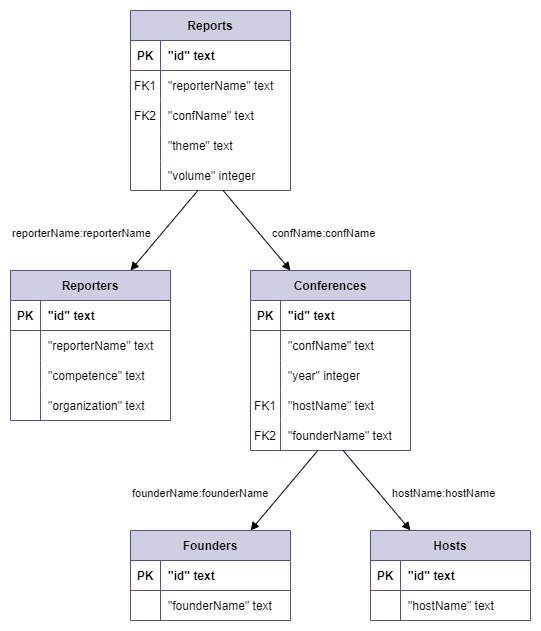 Reports
PK "id" text
FK1 "reporterName" text
FK2 "confName" text
"theme" text
"volume" integer
reporterName:reporterName
confName:confName
Reporters
PK "id" text
"reporterName" text
"competence" text
"organization" text
Conferences
PK "id" text
"confName" text
"year" integer
FK1 "hostName" text
FK2 "founderName" text
founderName:founderName
hostName:hostName
Founders
PK "id" text
"founderName" text
Hosts
PK "id" text
"hostName" text